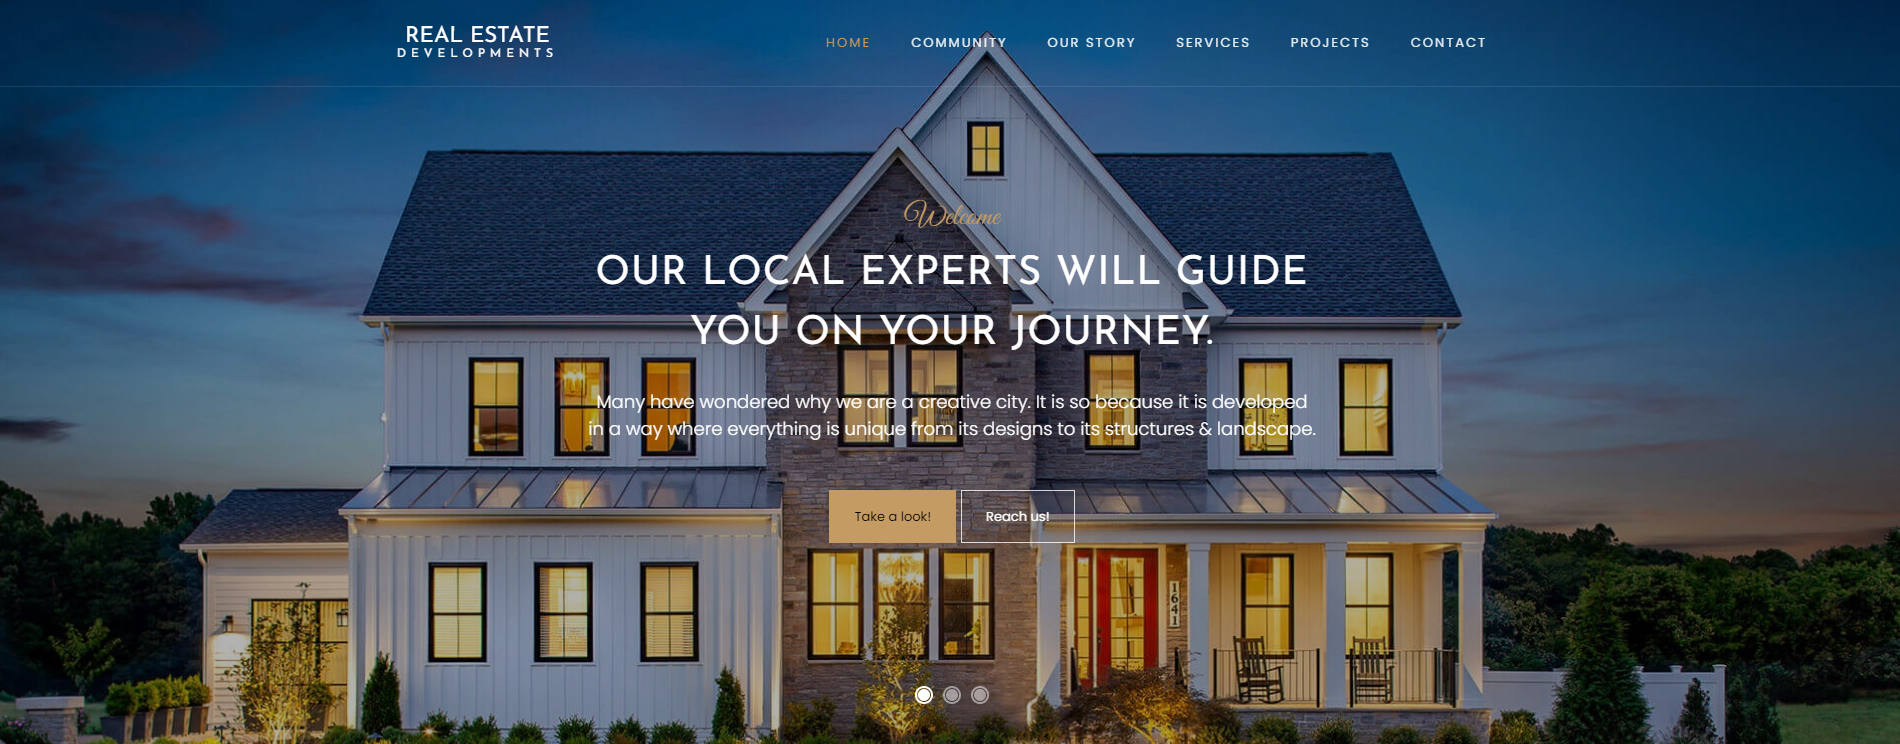 REAL ESTATE
DEVELOPMENTS
HOME
COMMUNITY
OUR STORY
SERVICES
PROJECTS
CONTACT
Welcome
OUR LOCAL EXPERTS WILL GUIDE
YOU ON YOUR JOURNEY.
Many have wondered why we are a creative city. It is so because it is developed
in a way where everything is unique from its designs to its structures & landscape.
Take a look!
Reach us!
1641